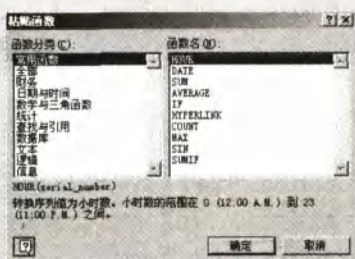 粘贴函数
函数分类(C):
函数名(N):
常用函数
全部
财务
日期与时间
数学与三角函数
统计
查找与引用
数据库
文本
逻辑
信息
HOUR
DATE
SUM
AVERAGE
IF
HYPERLINK
COUNT
MAX
SIN
SUMIF
HOUR(serial_number)
转换序列值为小时数。小时数的范围在 0 (12:00 A.M.) 到 23
(11:00 P.M.) 之间。
确定
取消